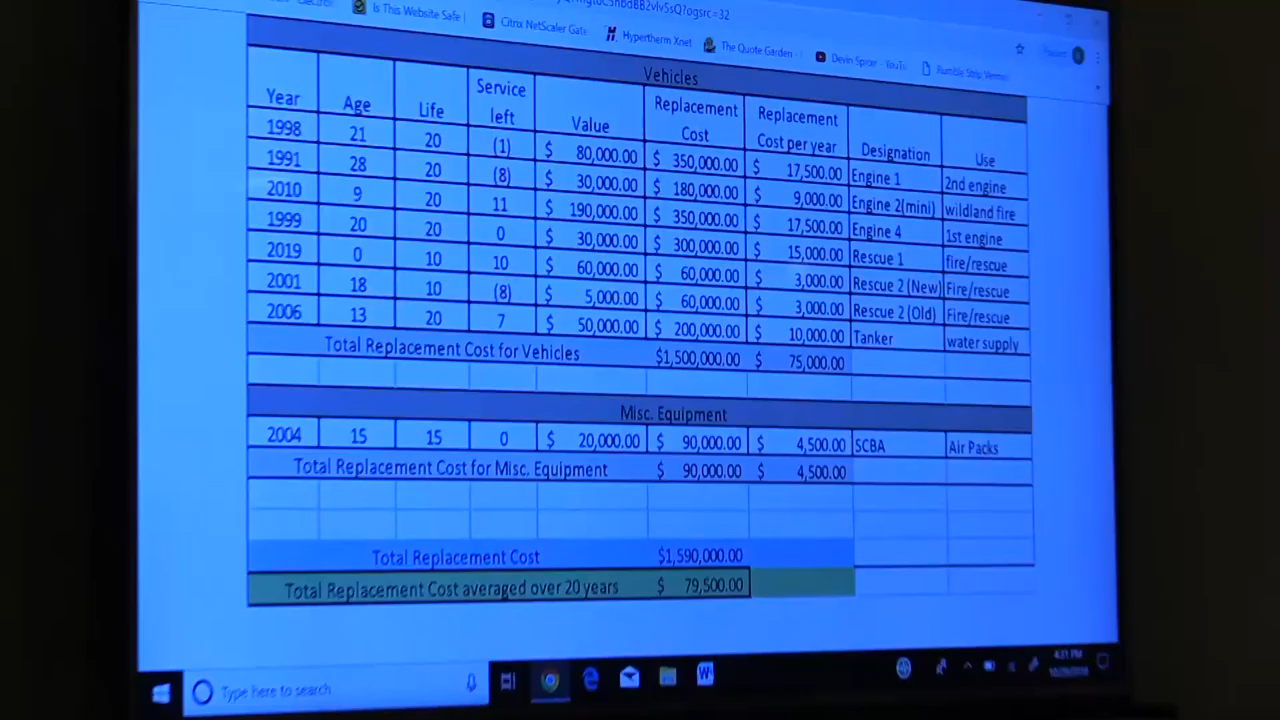 Is This Website Safe
Citrix NetScaler Gate
Hypertherm Xnet
The Quote Garden -
Devin Spicer - YouTu
Rumble Strip Vermo
Vehicles
Year Age Life Service left Value Replacement Cost Replacement Cost per year Designation Use
1998 21 20 (1) $ 80,000.00 $ 350,000.00 $ 17,500.00 Engine 1 2nd engine
1991 28 20 (8) $ 30,000.00 $ 180,000.00 $ 9,000.00 Engine 2(mini) wildland fire
2010 9 20 11 $ 190,000.00 $ 350,000.00 $ 17,500.00 Engine 4 1st engine
1999 20 20 0 $ 30,000.00 $ 300,000.00 $ 15,000.00 Rescue 1 fire/rescue
2019 0 10 10 $ 60,000.00 $ 60,000.00 $ 3,000.00 Rescue 2 (New) Fire/rescue
2001 18 10 (8) $ 5,000.00 $ 60,000.00 $ 3,000.00 Rescue 2 (Old) Fire/rescue
2006 13 20 7 $ 50,000.00 $ 200,000.00 $ 10,000.00 Tanker water supply
Total Replacement Cost for Vehicles $1,500,000.00 $ 75,000.00
Misc. Equipment
2004 15 15 0 $ 20,000.00 $ 90,000.00 $ 4,500.00 SCBA Air Packs
Total Replacement Cost for Misc. Equipment $ 90,000.00 $ 4,500.00
Total Replacement Cost $1,590,000.00
Total Replacement Cost averaged over 20 years $ 79,500.00
Type here to search
W
4:21 PM